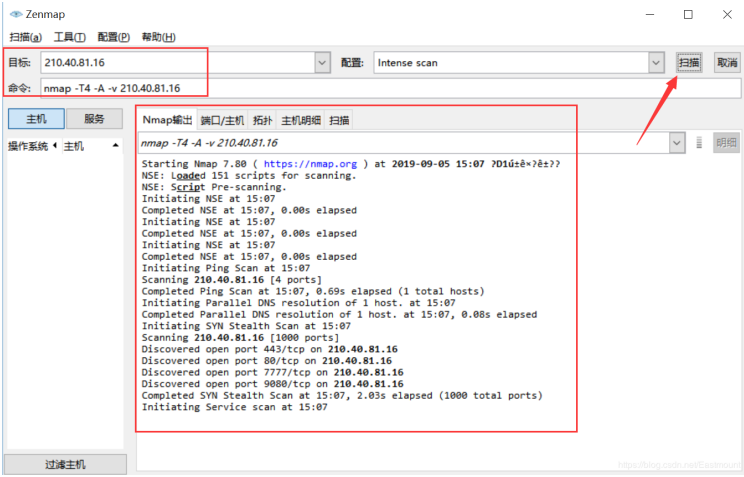 Zenmap
扫描(a) 工具(T) 配置(P) 帮助(H)
目标: 210.40.81.16 配置: Intense scan 扫描 取消
命令: nmap -T4 -A -v 210.40.81.16
主机 服务 Nmap输出 端口/主机 拓扑 主机明细 扫描
操作系统 主机 nmap -T4 -A -v 210.40.81.16 明细
Starting Nmap 7.80 ( https://nmap.org ) at 2019-09-05 15:07 ?D1ú±ê×?ê±??
NSE: Loaded 151 scripts for scanning.
NSE: Script Pre-scanning.
Initiating NSE at 15:07
Completed NSE at 15:07, 0.00s elapsed
Initiating NSE at 15:07
Completed NSE at 15:07, 0.00s elapsed
Initiating NSE at 15:07
Completed NSE at 15:07, 0.00s elapsed
Initiating Ping Scan at 15:07
Scanning 210.40.81.16 [4 ports]
Completed Ping Scan at 15:07, 0.69s elapsed (1 total hosts)
Initiating Parallel DNS resolution of 1 host. at 15:07
Completed Parallel DNS resolution of 1 host. at 15:07, 0.08s elapsed
Initiating SYN Stealth Scan at 15:07
Scanning 210.40.81.16 [1000 ports]
Discovered open port 443/tcp on 210.40.81.16
Discovered open port 80/tcp on 210.40.81.16
Discovered open port 7777/tcp on 210.40.81.16
Discovered open port 9080/tcp on 210.40.81.16
Completed SYN Stealth Scan at 15:07, 2.03s elapsed (1000 total ports)
Initiating Service scan at 15:07
过滤主机
https://blog.csdn.net/Eastmount